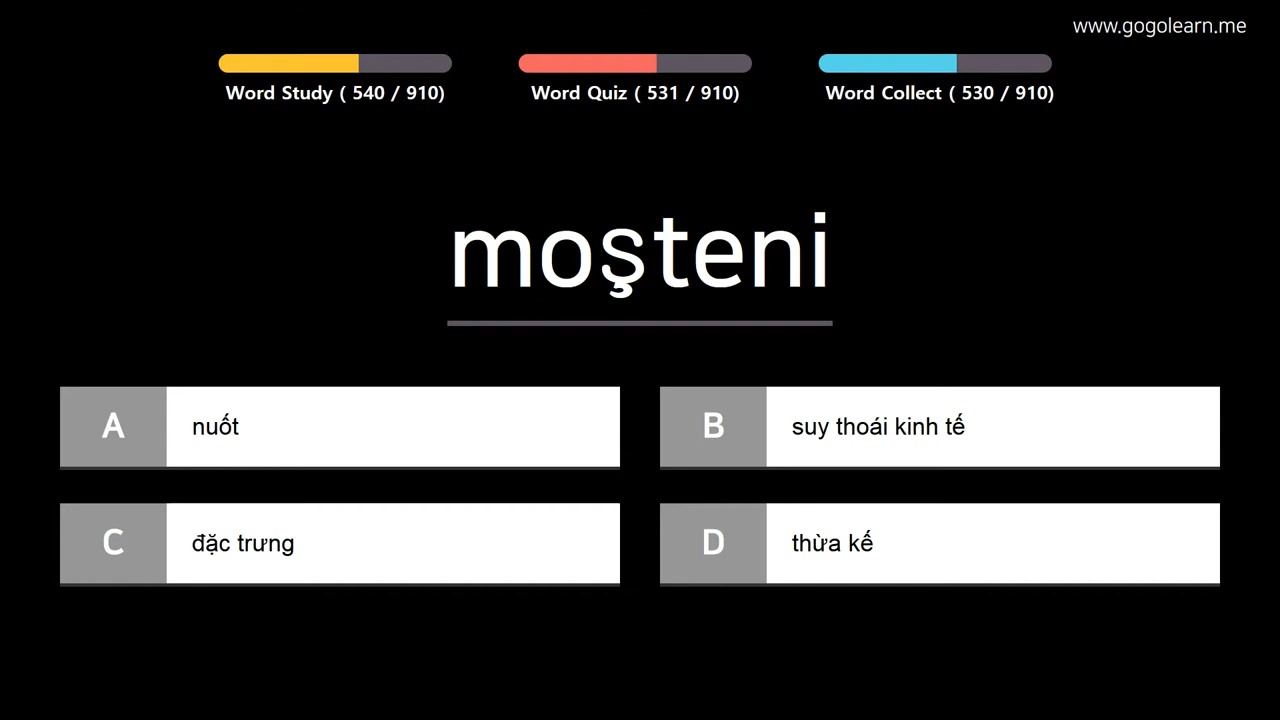 www.gogolearn.me
Word Study ( 540 / 910)
Word Quiz ( 531 / 910)
Word Collect ( 530 / 910)
moşteni
A nuốt
B suy thoái kinh tế
C đặc trưng
D thừa kế